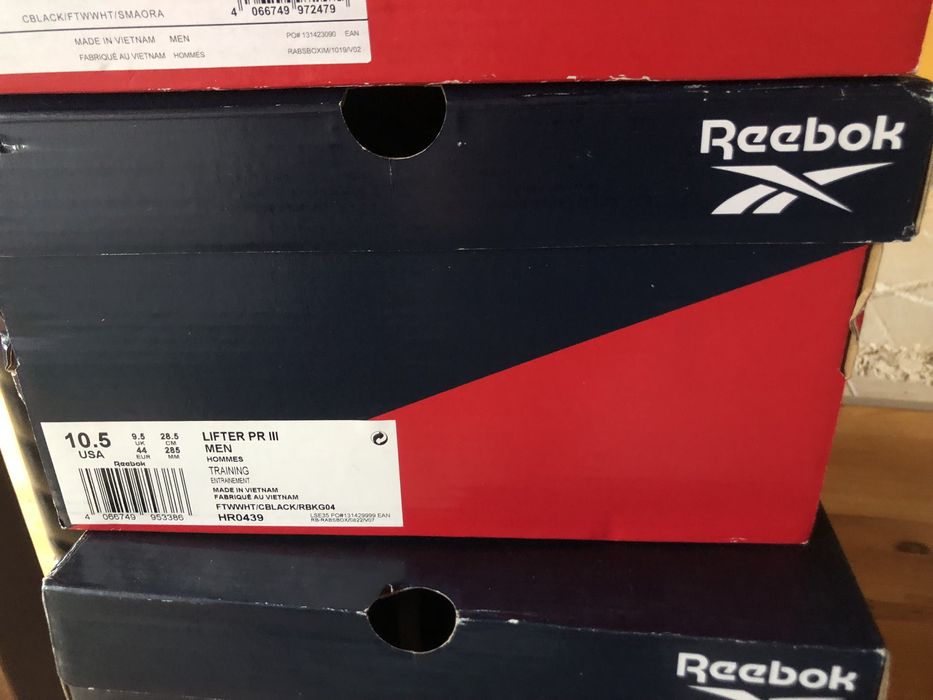 CBLACK/FTWWHT/SMAORA
4 066749 972479
MADE IN VIETNAM MEN
PO# 131423090 EAN
FABRIQUÉ AU VIETNAM HOMMES
RABSBOXIM/1019/V02
Reebok
10.5
USA
9.5
UK
44
EUR
28.5
CM
285
MM
Reebok
4 066749 953386
LIFTER PR III
MEN
HOMMES
TRAINING
ENTRAINEMENT
MADE IN VIETNAM
FABRIQUÉ AU VIETNAM
FTWWHT/CBLACK/RBKG04
HR0439
LSE35 PO#131429999 EAN
RB-RABSBOX/0422/V07
Reebok